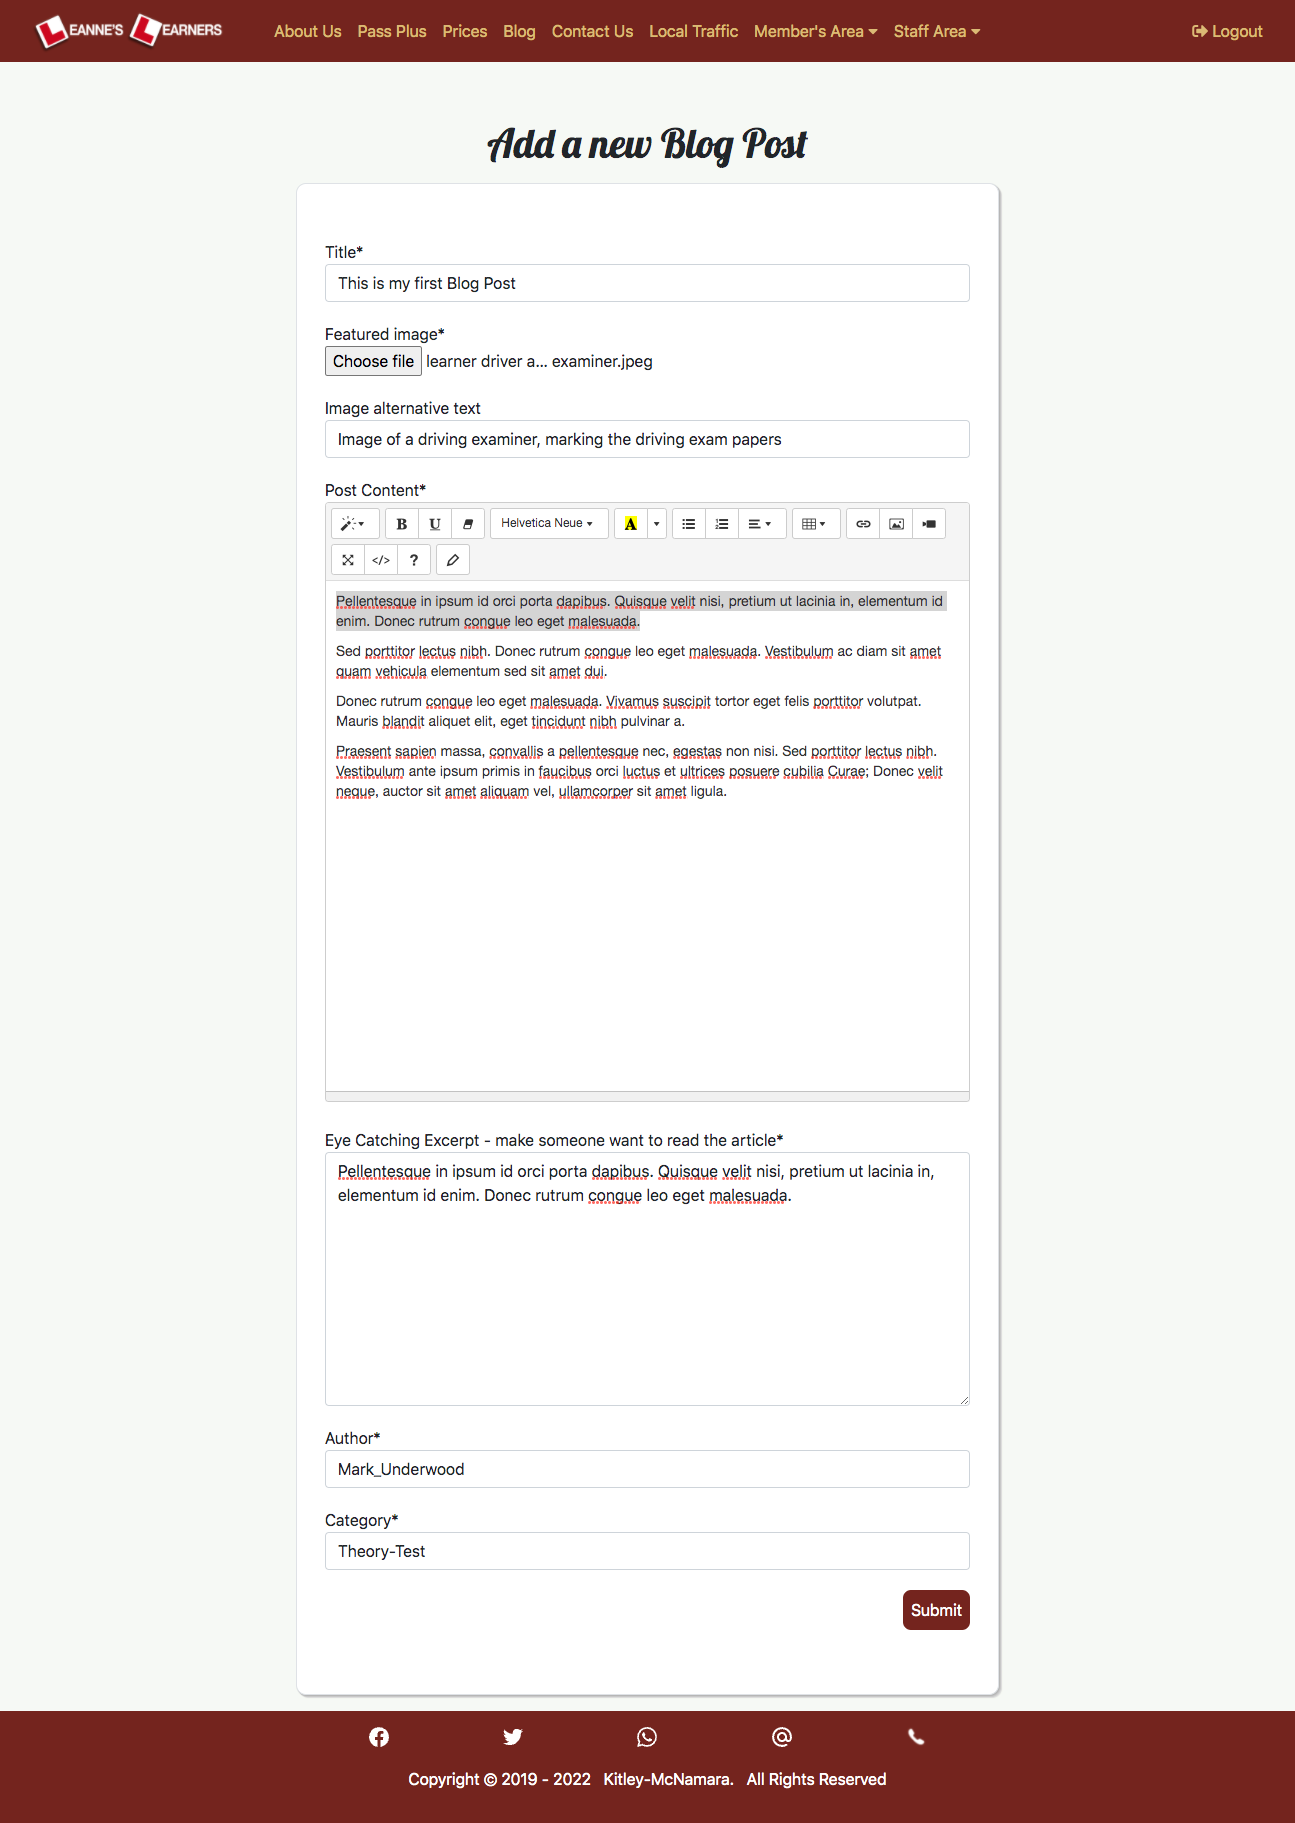 EANNE'S EARNERS
About Us Pass Plus Prices Blog Contact Us Local Traffic Member's Area Staff Area Logout
Add a new Blog Post
Title*
This is my first Blog Post
Featured image*
Choose file learner driver a... examiner.jpeg
Image alternative text
Image of a driving examiner, marking the driving exam papers
Post Content*
B U Helvetica Neue A
</> ?
Pellentesque in ipsum id orci porta dapibus. Quisque velit nisi, pretium ut lacinia in, elementum id
enim. Donec rutrum congue leo eget malesuada.
Sed porttitor lectus nibh. Donec rutrum congue leo eget malesuada. Vestibulum ac diam sit amet
quam vehicula elementum sed sit amet dui.
Donec rutrum congue leo eget malesuada. Vivamus suscipit tortor eget felis porttitor volutpat.
Mauris blandit aliquet elit, eget tincidunt nibh pulvinar a.
Praesent sapien massa, convallis a pellentesque nec, egestas non nisi. Sed porttitor lectus nibh.
Vestibulum ante ipsum primis in faucibus orci luctus et ultrices posuere cubilia Curae; Donec velit
neque, auctor sit amet aliquam vel, ullamcorper sit amet ligula.
Eye Catching Excerpt - make someone want to read the article*
Pellentesque in ipsum id orci porta dapibus. Quisque velit nisi, pretium ut lacinia in,
elementum id enim. Donec rutrum congue leo eget malesuada.
Author*
Mark_Underwood
Category*
Theory-Test
Submit
Copyright © 2019 - 2022 Kitley-McNamara. All Rights Reserved